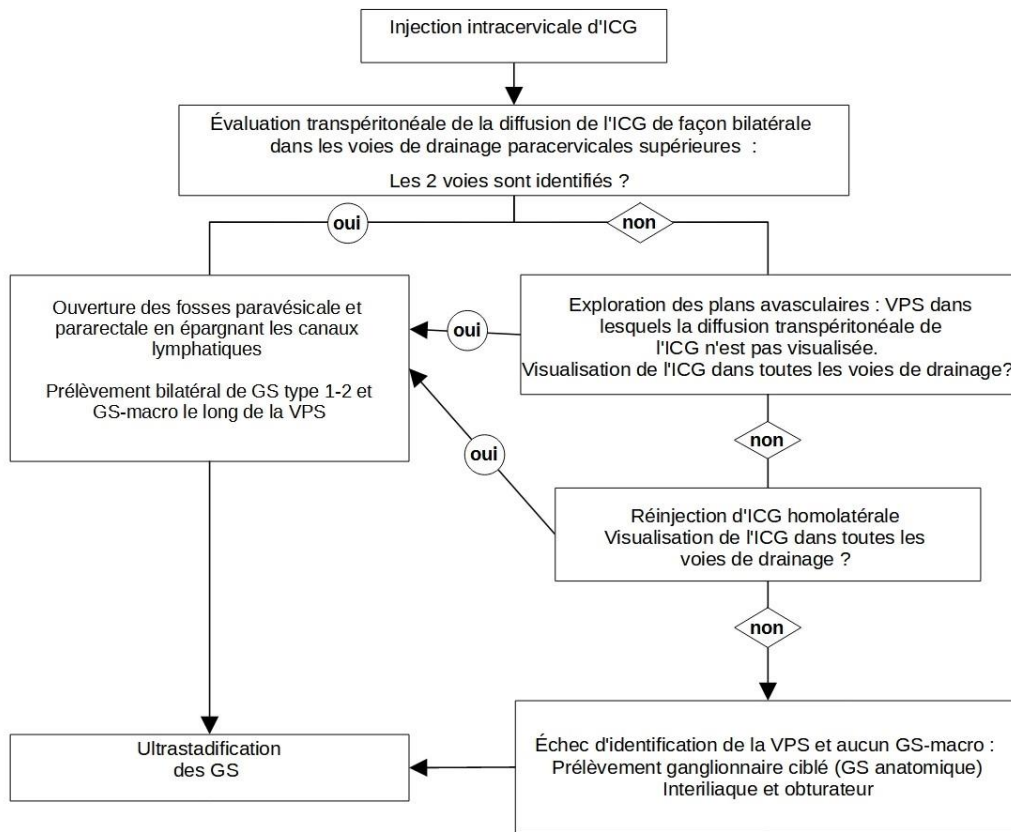 Injection intracervicale d'ICG
Évaluation transpéritonéale de la diffusion de l'ICG de façon bilatérale
dans les voies de drainage paracervicales supérieures :
Les 2 voies sont identifiés ?
oui
non
Ouverture des fosses paravésicale et
pararectale en épargnant les canaux
lymphatiques
Prélèvement bilatéral de GS type 1-2 et
GS-macro le long de la VPS
oui
Exploration des plans avasculaires : VPS dans
lesquels la diffusion transpéritonéale de
l'ICG n'est pas visualisée.
Visualisation de l'ICG dans toutes les voies de drainage?
non
oui
Réinjection d'ICG homolatérale
Visualisation de l'ICG dans toutes les
voies de drainage ?
non
Échec d'identification de la VPS et aucun GS-macro :
Prélèvement ganglionnaire ciblé (GS anatomique)
Interiliaque et obturateur
Ultrastadification
des GS